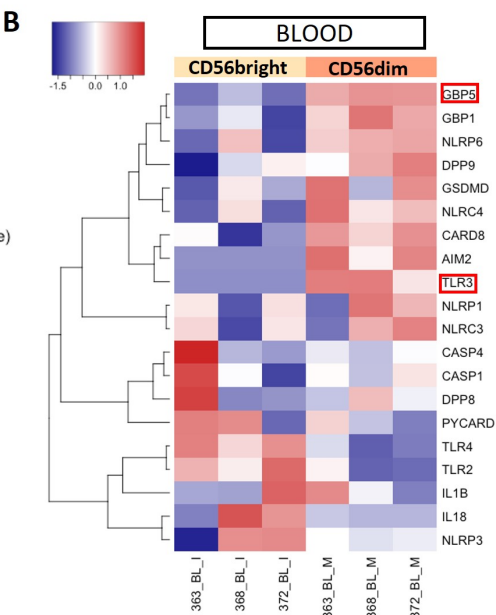 B
BLOOD
CD56bright CD56dim
-1.5 0.0 1.0
GBP5
GBP1
NLRP6
DPP9
GSDMD
NLRC4
e)
CARD8
AIM2
TLR3
NLRP1
NLRC3
CASP4
CASP1
DPP8
PYCARD
TLR4
TLR2
IL1B
IL18
NLRP3
363_BL_I
368_BL_I
372_BL_I
363_BL_M
368_BL_M
372_BL_M